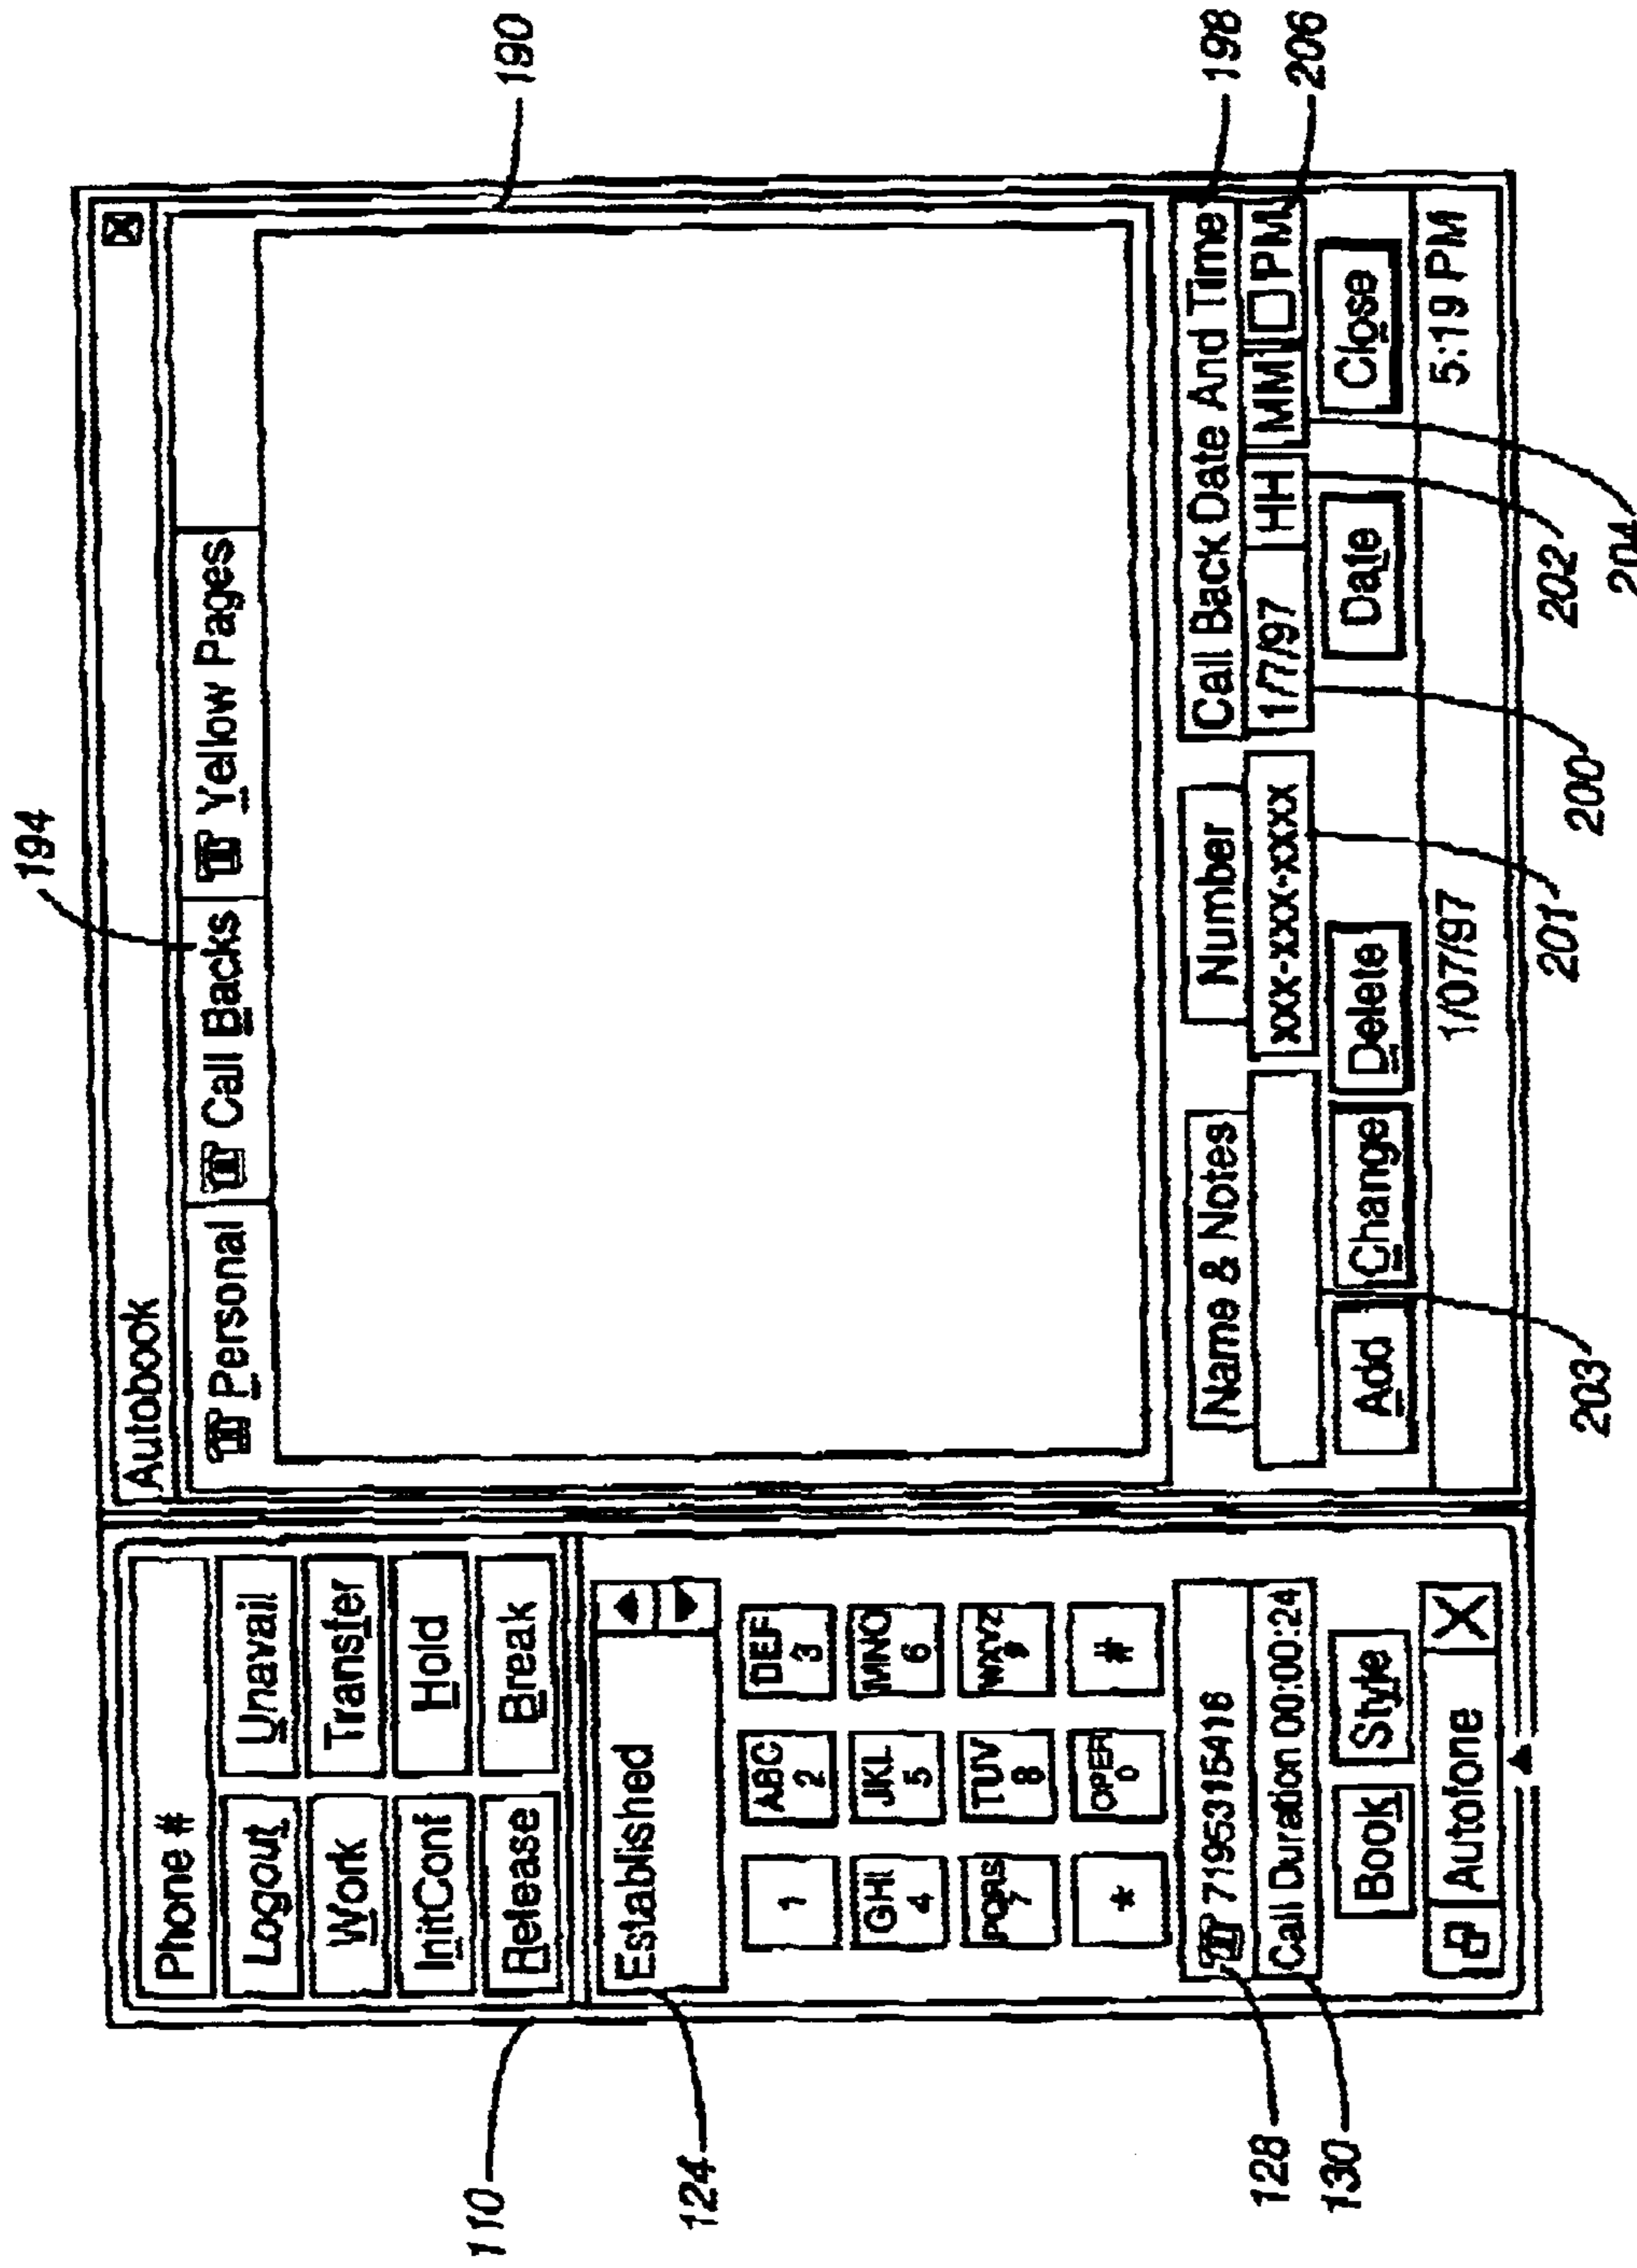 110
Phone #
Logout Unavail
Work Transfer
InitConf Hold
Release Break
124
Established
1 ABC 2 DEF 3
GHI 4 JKL 5 MNO 6
PQRS 7 TUV 8 WXYZ 9
* OPER 0 #
128
7195315416
130
Call Duration 00:00:24
Book Style
Autofone
Autobook
194
Personal Call Backs Yellow Pages
190
Name & Notes Number Call Back Date And Time
198
xxx-xxx-xxxx 1/7/97 HH MM PM
206
Add Change Delete Date Close
1/07/97 5:19 PM
203 201 200 202 204